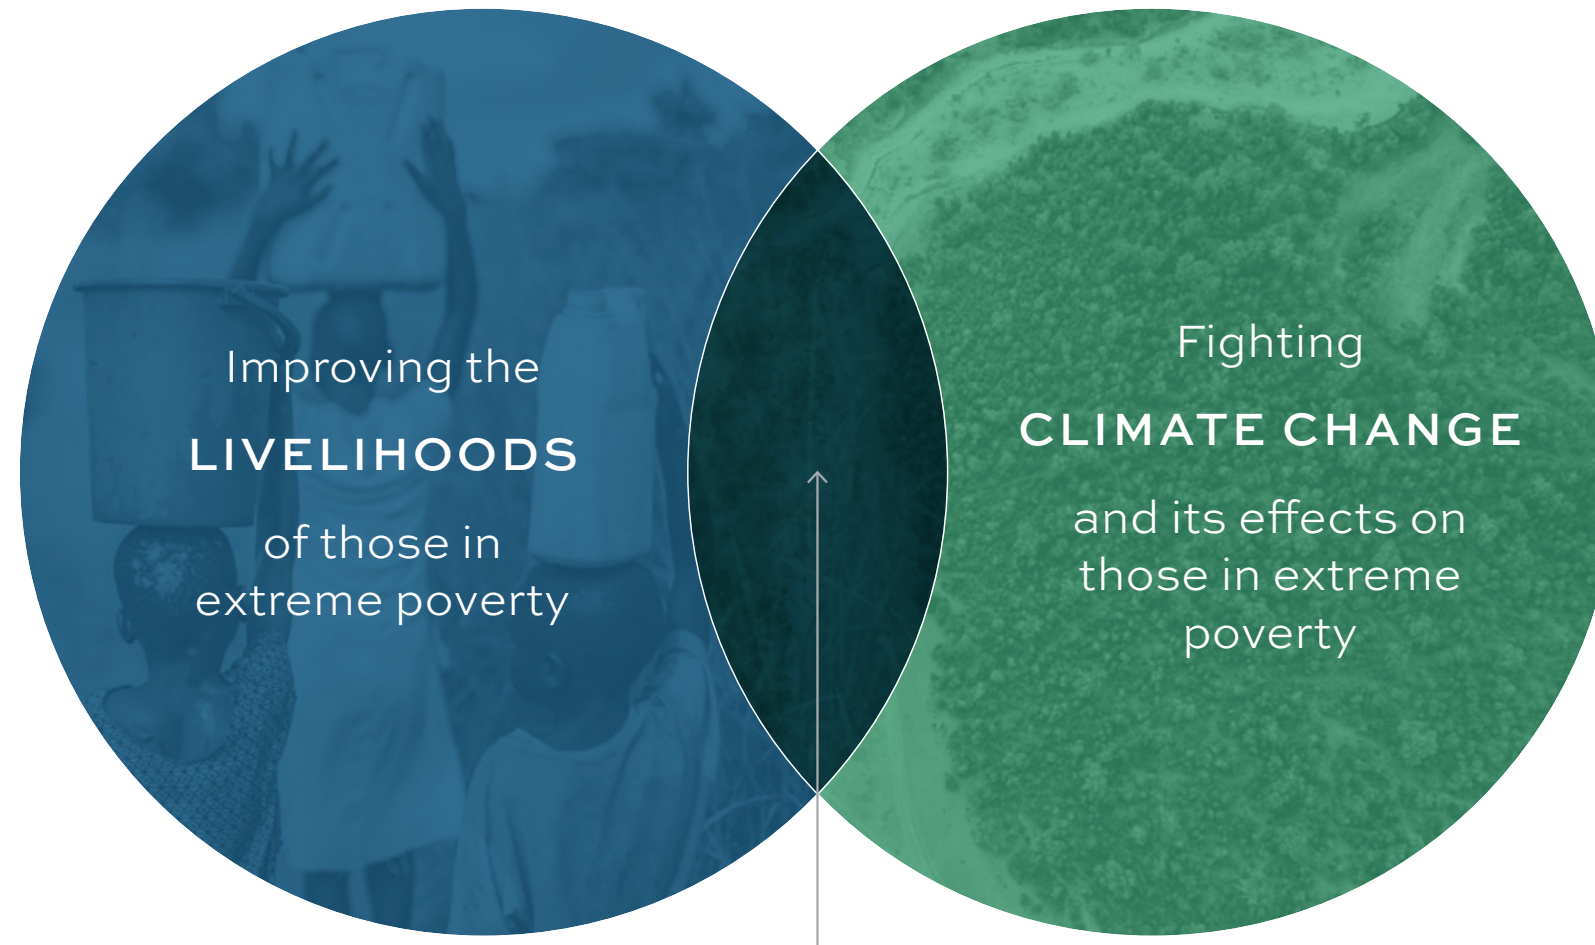 Improving the
LIVELIHOODS
of those in
extreme poverty
Fighting
CLIMATE CHANGE
and its effects on
those in extreme
poverty